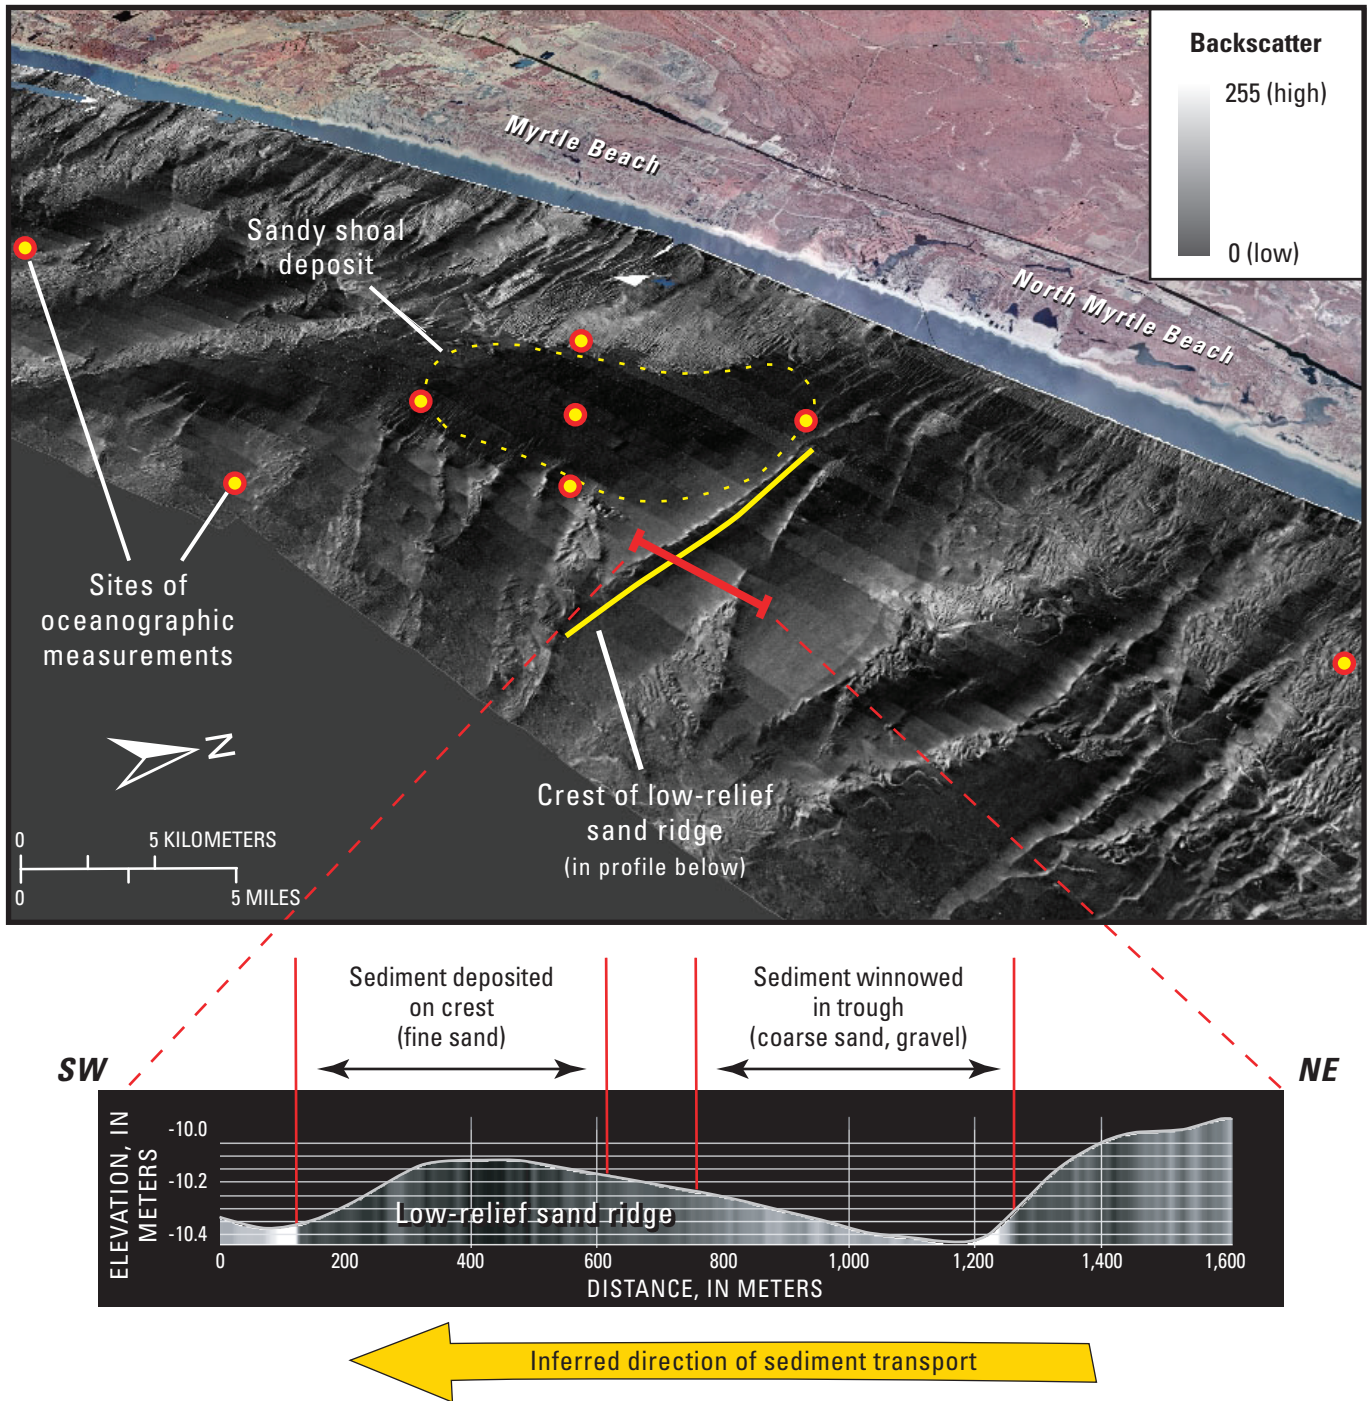 Backscatter
255 (high)
0 (low)
Myrtle Beach
North Myrtle Beach
Sandy shoal
deposit
Sites of
oceanographic
measurements
N
0
5 KILOMETERS
0
5 MILES
Crest of low-relief
sand ridge
(in profile below)
Sediment deposited
on crest
(fine sand)
Sediment winnowed
in trough
(coarse sand, gravel)
SW
NE
ELEVATION, IN
METERS
-10.0
-10.2
-10.4
Low-relief sand ridge
0
200
400
600
800
1,000
1,200
1,400
1,600
DISTANCE, IN METERS
Inferred direction of sediment transport